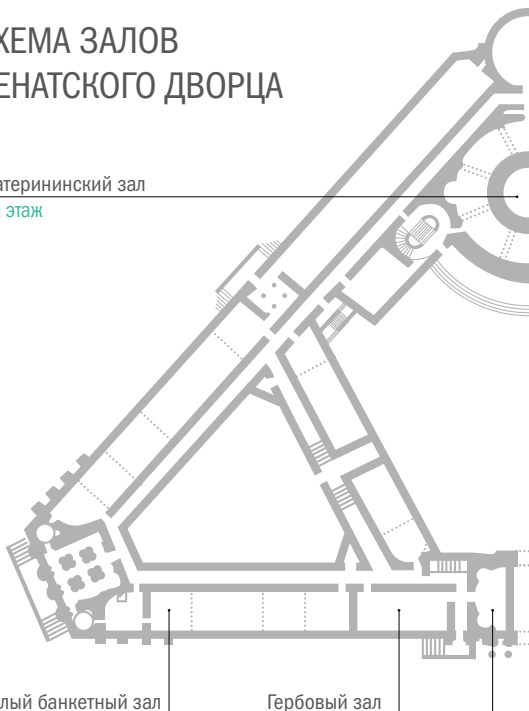 ХЕМА ЗАЛОВ
ЕНАТСКОГО ДВОРЦА
атерининский зал
этаж
лый банкетный зал
Гербовый зал